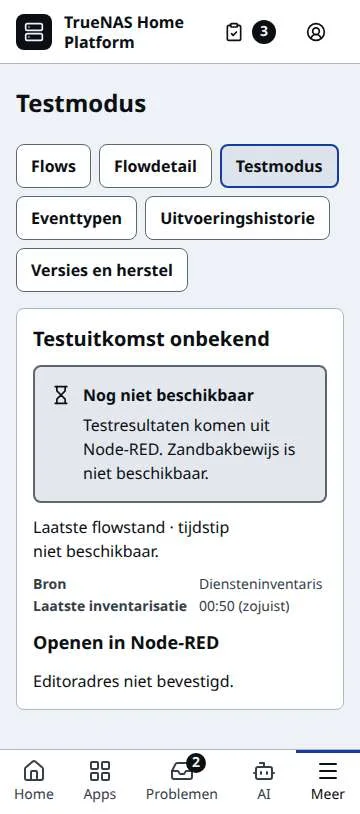 TrueNAS Home
Platform
3
Testmodus
Flows
Flowdetail
Testmodus
Eventtypen
Uitvoeringshistorie
Versies en herstel
Testuitkomst onbekend
Nog niet beschikbaar
Testresultaten komen uit
Node-RED. Zandbakbewijs is
niet beschikbaar.
Laatste flowstand · tijdstip
niet beschikbaar.
Bron Diensteninventaris
Laatste inventarisatie 00:50 (zojuist)
Openen in Node-RED
Editoradres niet bevestigd.
2
Home
Apps
Problemen
AI
Meer